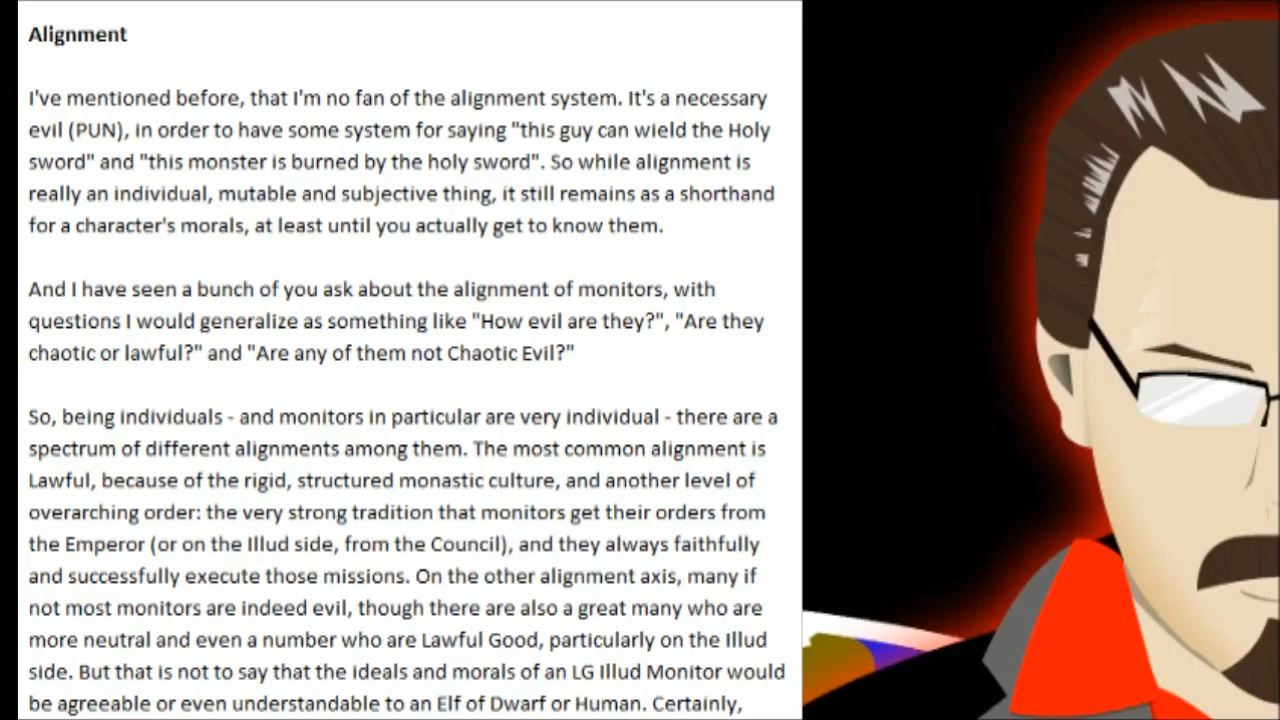 Alignment
I've mentioned before, that I'm no fan of the alignment system. It's a necessary
evil (PUN), in order to have some system for saying "this guy can wield the Holy
sword" and "this monster is burned by the holy sword". So while alignment is
really an individual, mutable and subjective thing, it still remains as a shorthand
for a character's morals, at least until you actually get to know them.
And I have seen a bunch of you ask about the alignment of monitors, with
questions I would generalize as something like "How evil are they?", "Are they
chaotic or lawful?" and "Are any of them not Chaotic Evil?"
So, being individuals - and monitors in particular are very individual - there are a
spectrum of different alignments among them. The most common alignment is
Lawful, because of the rigid, structured monastic culture, and another level of
overarching order: the very strong tradition that monitors get their orders from
the Emperor (or on the Illud side, from the Council), and they always faithfully
and successfully execute those missions. On the other alignment axis, many if
not most monitors are indeed evil, though there are also a great many who are
more neutral and even a number who are Lawful Good, particularly on the Illud
side. But that is not to say that the ideals and morals of an LG Illud Monitor would
be agreeable or even understandable to an Elf of Dwarf or Human. Certainly,